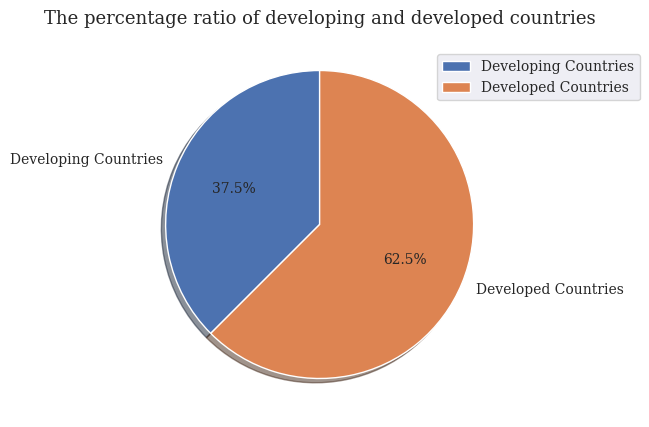 The percentage ratio of developing and developed countries
Developing Countries
Developed Countries
Developing Countries
37.5%
62.5%
Developed Countries